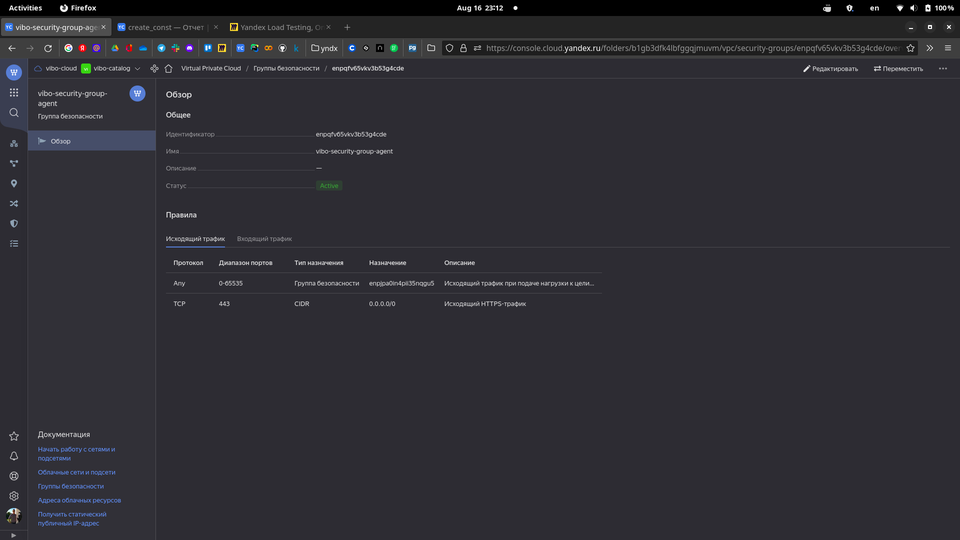 Activities
Firefox
Aug 16 23:12
en
100 %
vibo-security-group-age
create_const — Отчет
Yandex Load Testing, О
yndx
https://console.cloud.yandex.ru/folders/b1gb3dfk4lbfgqqjmuvm/vpc/security-groups/enpqfv65vkv3b53g4cde/over
vibo-cloud
vibo-catalog
Virtual Private Cloud / Группы безопасности / enpqfv65vkv3b53g4cde
Редактировать
Переместить
vibo-security-group-
agent
Группа безопасности
Обзор
Обзор
Общее
Идентификатор enpqfv65vkv3b53g4cde
Имя vibo-security-group-agent
Описание —
Статус Active
Правила
Исходящий трафик Входящий трафик
Протокол Диапазон портов Тип назначения Назначение Описание
Any 0-65535 Группа безопасности enpjpa0in4pii35nqgu5 Исходящий трафик при подаче нагрузки к цели...
TCP 443 CIDR 0.0.0.0/0 Исходящий HTTPS-трафик
Документация
Начать работу с сетями и
подсетями
Облачные сети и подсети
Группы безопасности
Адреса облачных ресурсов
Получить статический
публичный IP-адрес